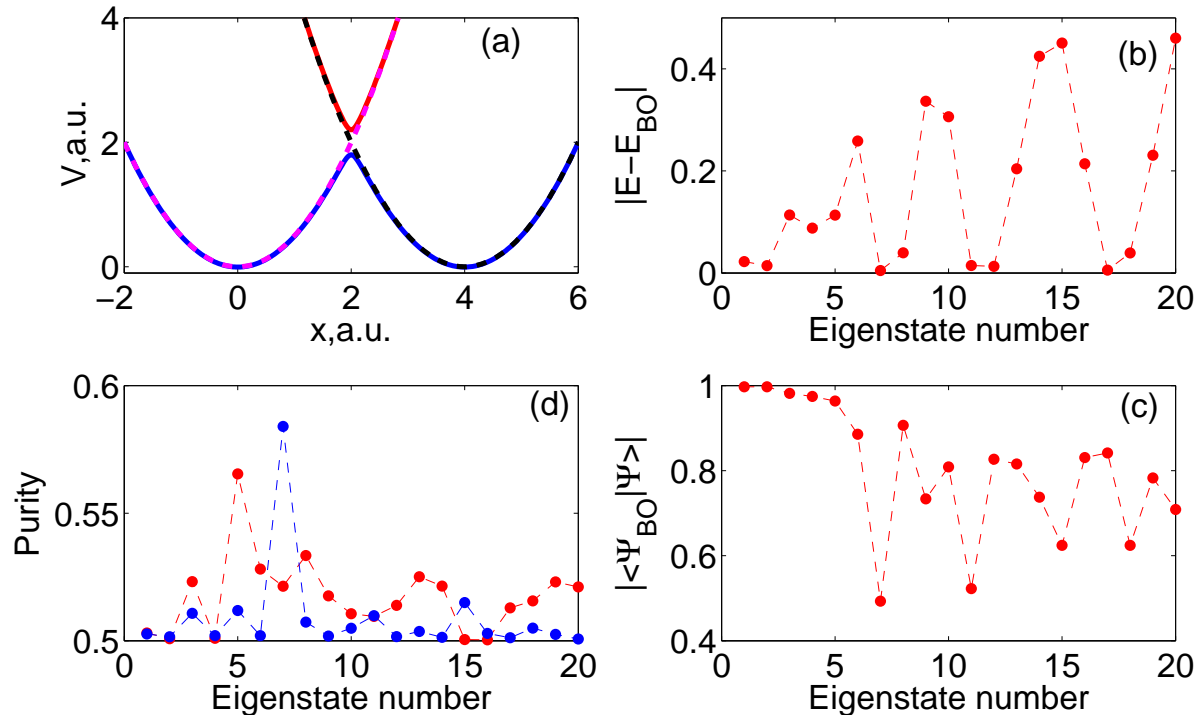 (a)
V,a.u.
4
2
0
−2 0 2 4 6
x,a.u.
(b)
|E−E_BO|
0.4
0.2
0
0 5 10 15 20
Eigenstate number
(d)
Purity
0.6
0.55
0.5
0 5 10 15 20
Eigenstate number
(c)
|<Ψ_BO|Ψ>|
1
0.8
0.6
0.4
0 5 10 15 20
Eigenstate number